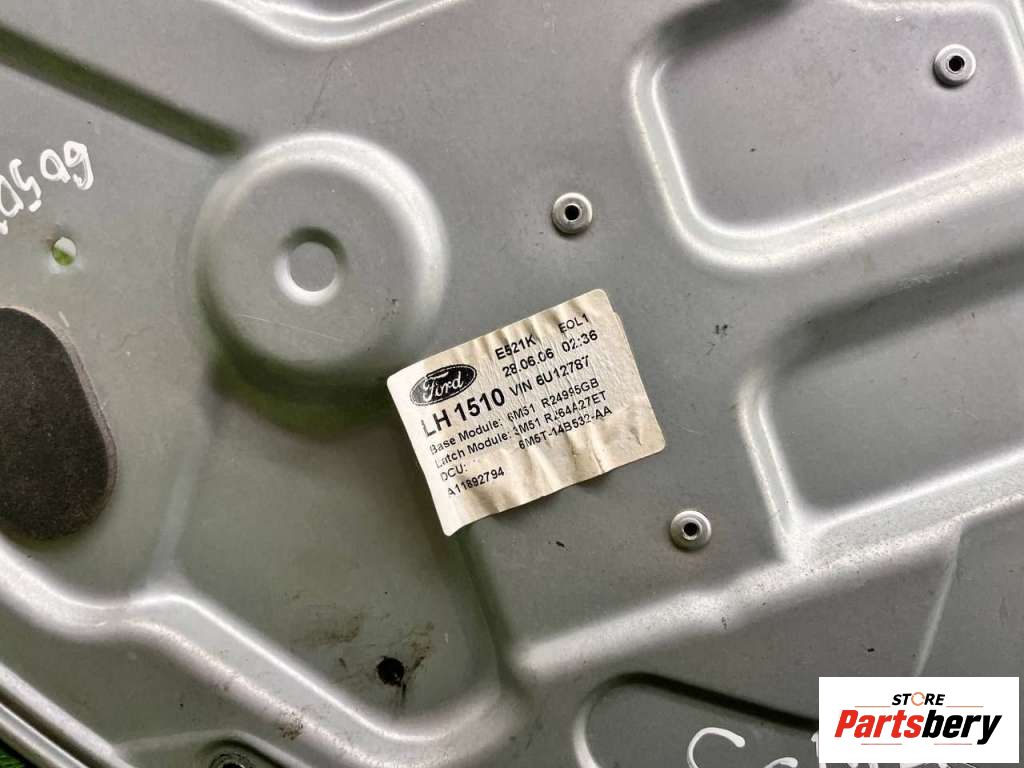 E521K EOL1
28.06.06 02:36
Ford
LH 1510 VIN 6U12787
Base Module: 6M51 R24995GB
Latch Module: 3M51 R264A27ET
DCU: 6M5T-14B532-AA
A11892794
STORE
Partsbery